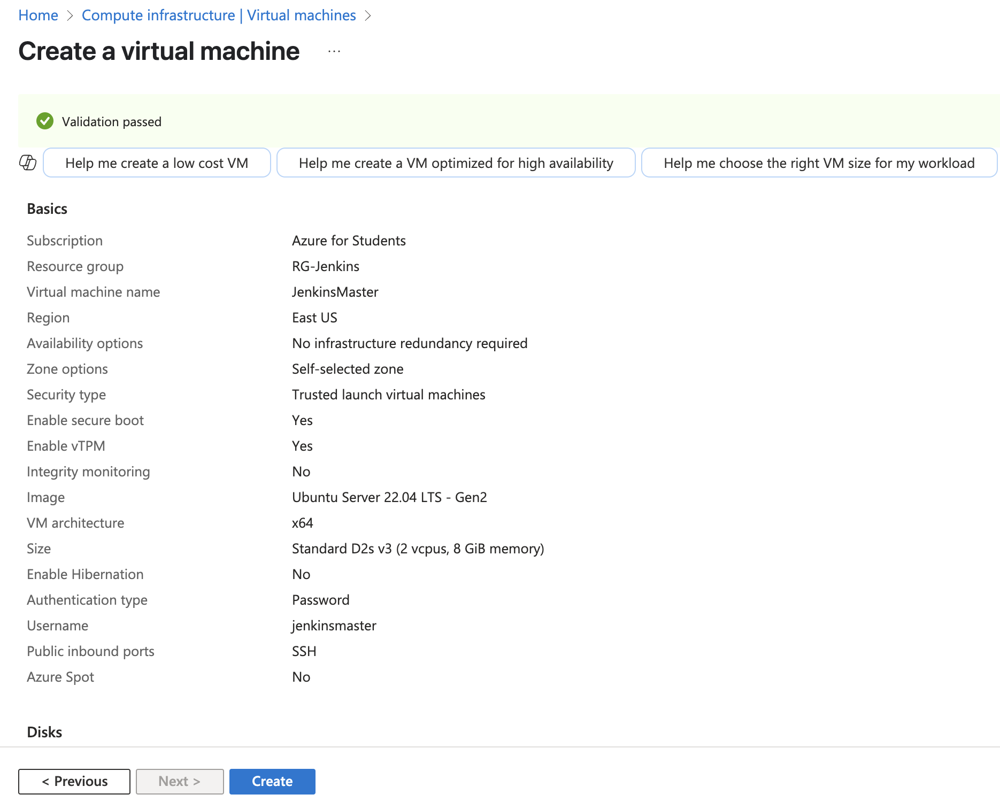 Home > Compute infrastructure | Virtual machines >
Create a virtual machine ...
Validation passed
Help me create a low cost VM Help me create a VM optimized for high availability Help me choose the right VM size for my workload
Basics
Subscription Azure for Students
Resource group RG-Jenkins
Virtual machine name JenkinsMaster
Region East US
Availability options No infrastructure redundancy required
Zone options Self-selected zone
Security type Trusted launch virtual machines
Enable secure boot Yes
Enable vTPM Yes
Integrity monitoring No
Image Ubuntu Server 22.04 LTS - Gen2
VM architecture x64
Size Standard D2s v3 (2 vcpus, 8 GiB memory)
Enable Hibernation No
Authentication type Password
Username jenkinsmaster
Public inbound ports SSH
Azure Spot No
Disks
< Previous Next > Create